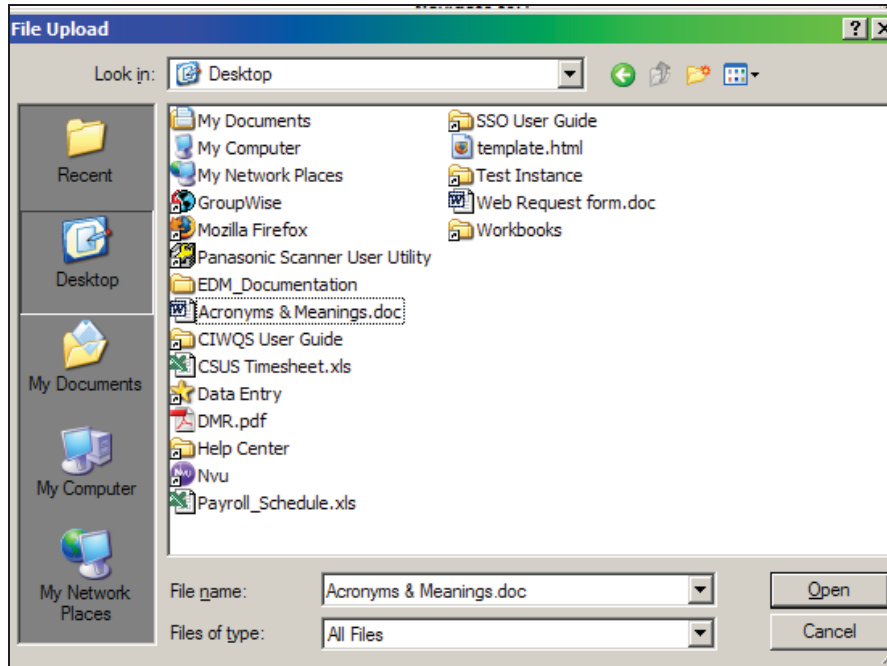 File Upload
Look in:
Desktop
Recent
Desktop
My Documents
My Computer
My Network
Places
My Documents
My Computer
My Network Places
GroupWise
Mozilla Firefox
Panasonic Scanner User Utility
EDM_Documentation
Acronyms & Meanings.doc
CIWQS User Guide
CSUS Timesheet.xls
Data Entry
DMR.pdf
Help Center
Nvu
Payroll_Schedule.xls
SSO User Guide
template.html
Test Instance
Web Request form.doc
Workbooks
File name:
Acronyms & Meanings.doc
Open
Files of type:
All Files
Cancel